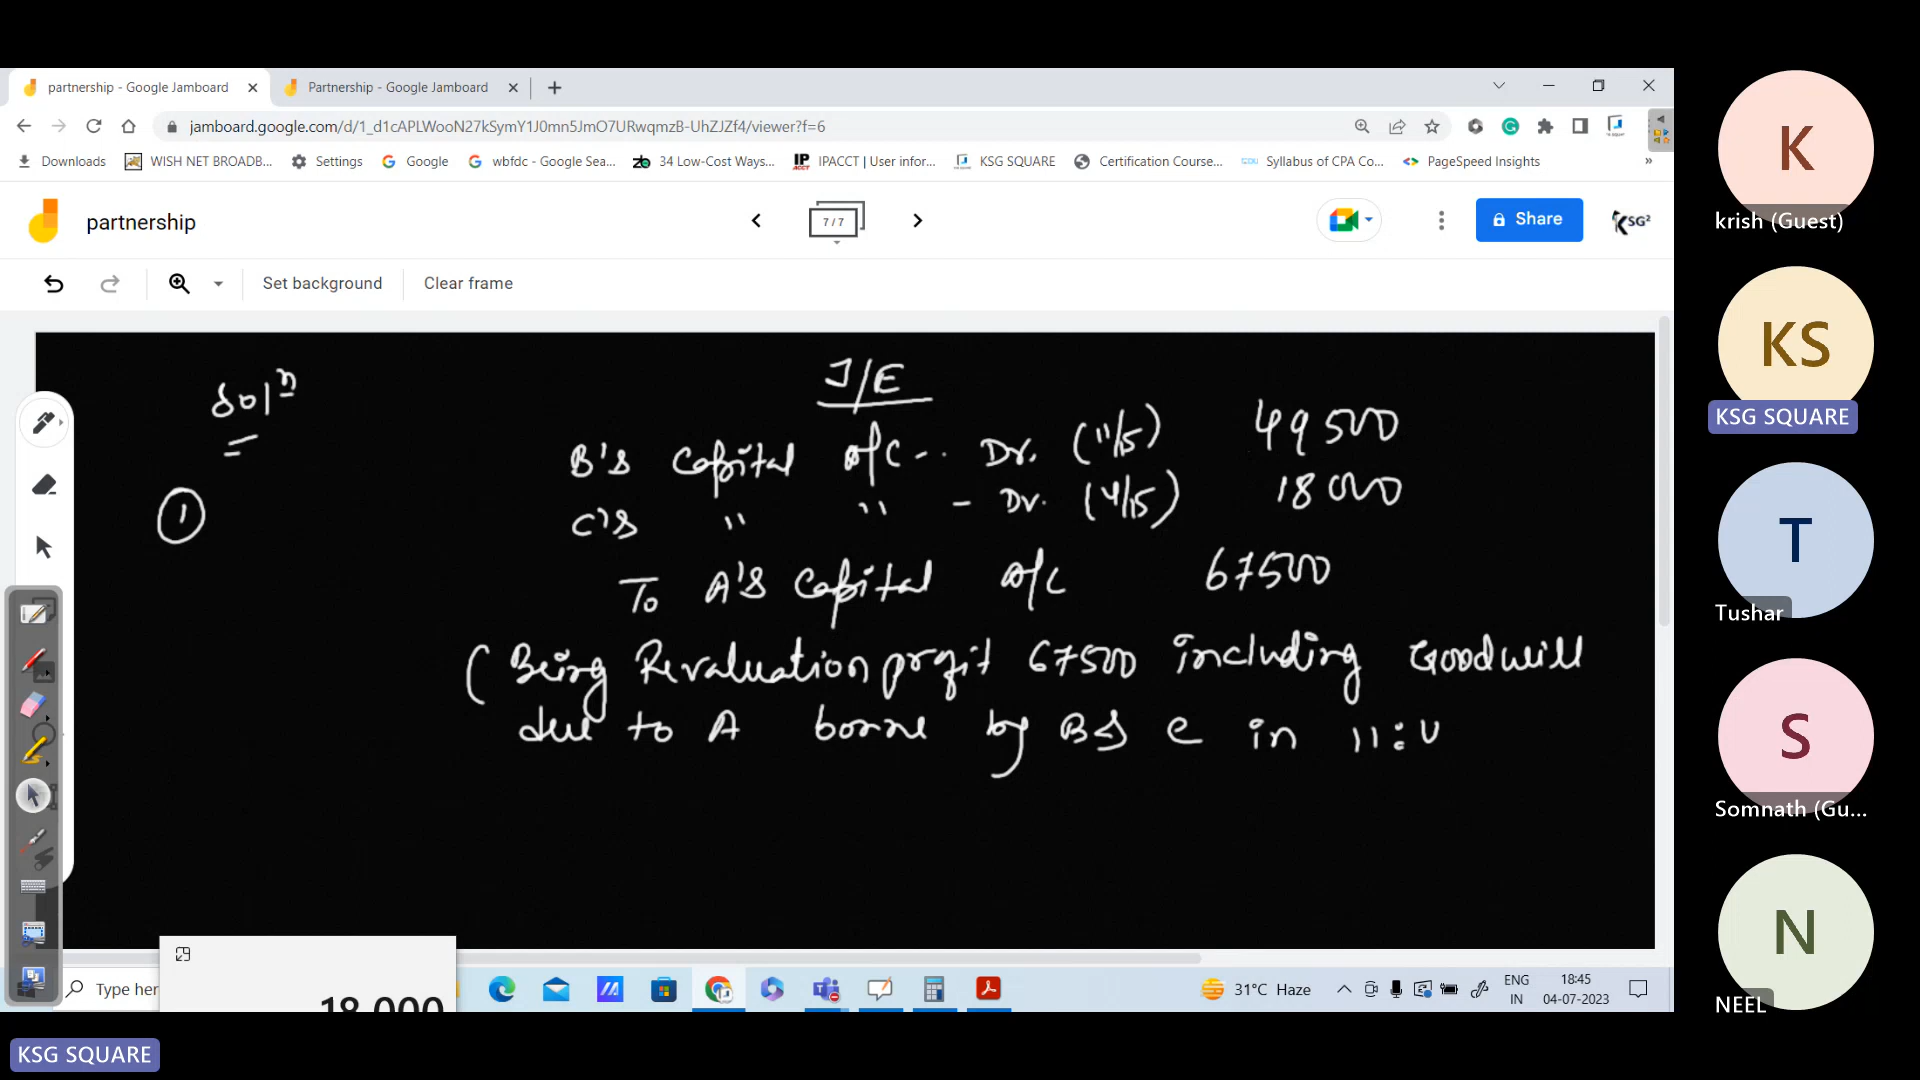 partnership - Google Jamboard
Partnership - Google Jamboard
jamboard.google.com/d/1_d1cAPLWooN27kSymY1J0mn5JmO7URwqmzB-UhZJZf4/viewer?f=6
Downloads WISH NET BROADB... Settings Google wbfdc - Google Sea... 34 Low-Cost Ways... IPACCT | User infor... KSG SQUARE Certification Course... Syllabus of CPA Co... PageSpeed Insights »
partnership
7 / 7
Share
KSG²
Set background
Clear frame
Solⁿ
J/E
①
B's Capital A/C -- Dr. (11/15) 49500
C's " " - Dr. (4/15) 18000
To A's Capital A/C 67500
(Being Revaluation profit 67500 including Goodwill
due to A borne by B & C in 11:4
18,000
Type her
31°C Haze
ENG
IN
18:45
04-07-2023
K
krish (Guest)
KS
KSG SQUARE
T
Tushar
S
Somnath (Gu...
N
NEEL
KSG SQUARE